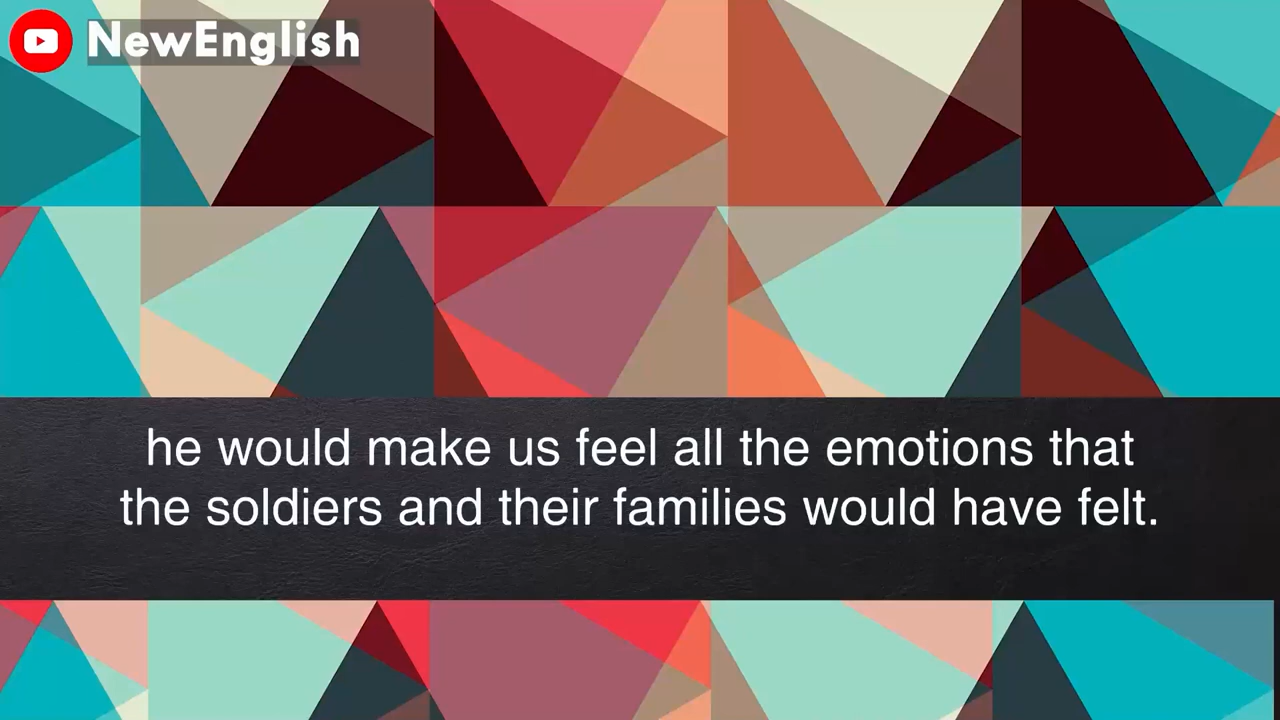 NewEnglish
he would make us feel all the emotions that
the soldiers and their families would have felt.